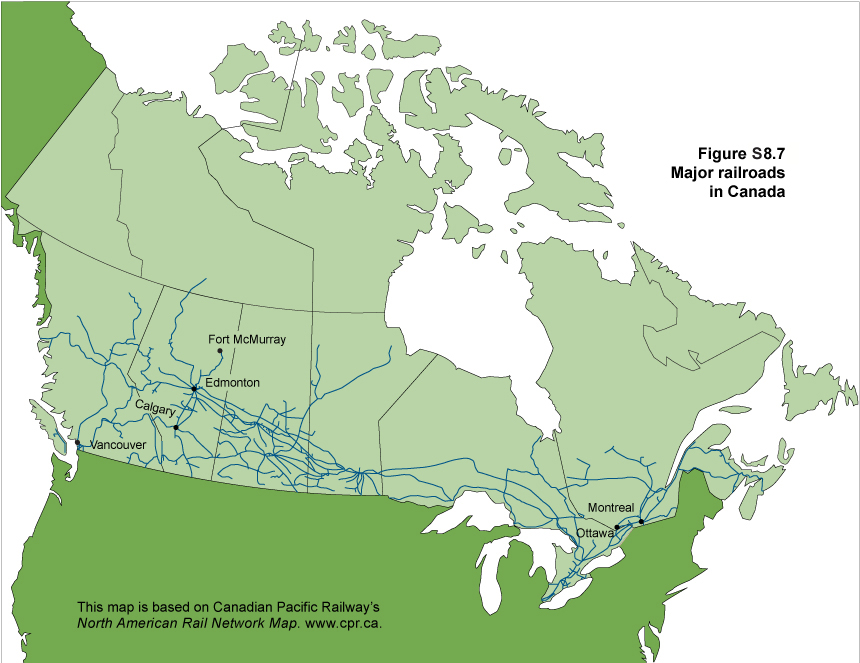 Figure S8.7
Major railroads
in Canada
Fort McMurray
Edmonton
Calgary
Vancouver
Montreal
Ottawa
This map is based on Canadian Pacific Railway's
North American Rail Network Map. www.cpr.ca.